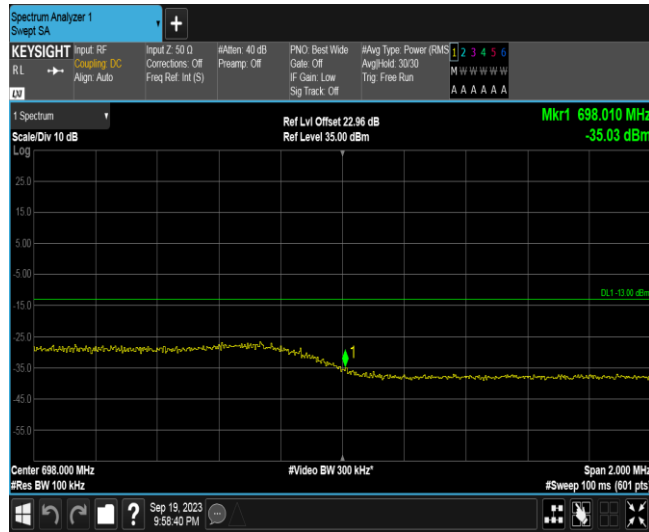 Spectrum Analyzer 1
Swept SA
+
KEYSIGHT
RL
LXI
Input: RF
Coupling: DC
Align: Auto
Input Z: 50 Ω
Corrections: Off
Freq Ref: Int (S)
#Atten: 40 dB
Preamp: Off
PNO: Best Wide
Gate: Off
IF Gain: Low
Sig Track: Off
#Avg Type: Power (RMS
Avg|Hold: 30/30
Trig: Free Run
1 2 3 4 5 6
M W W W W W
A A A A A A
1 Spectrum
Scale/Div 10 dB
Log
Ref Lvl Offset 22.96 dB
Ref Level 35.00 dBm
Mkr1 698.010 MHz
-35.03 dBm
25.0
15.0
5.00
-5.00
DL1 -13.00 dBm
-15.0
-25.0
1
-35.0
-45.0
-55.0
Center 698.000 MHz
#Res BW 100 kHz
#Video BW 300 kHz*
Span 2.000 MHz
#Sweep 100 ms (601 pts)
?
Sep 19, 2023
9:58:40 PM